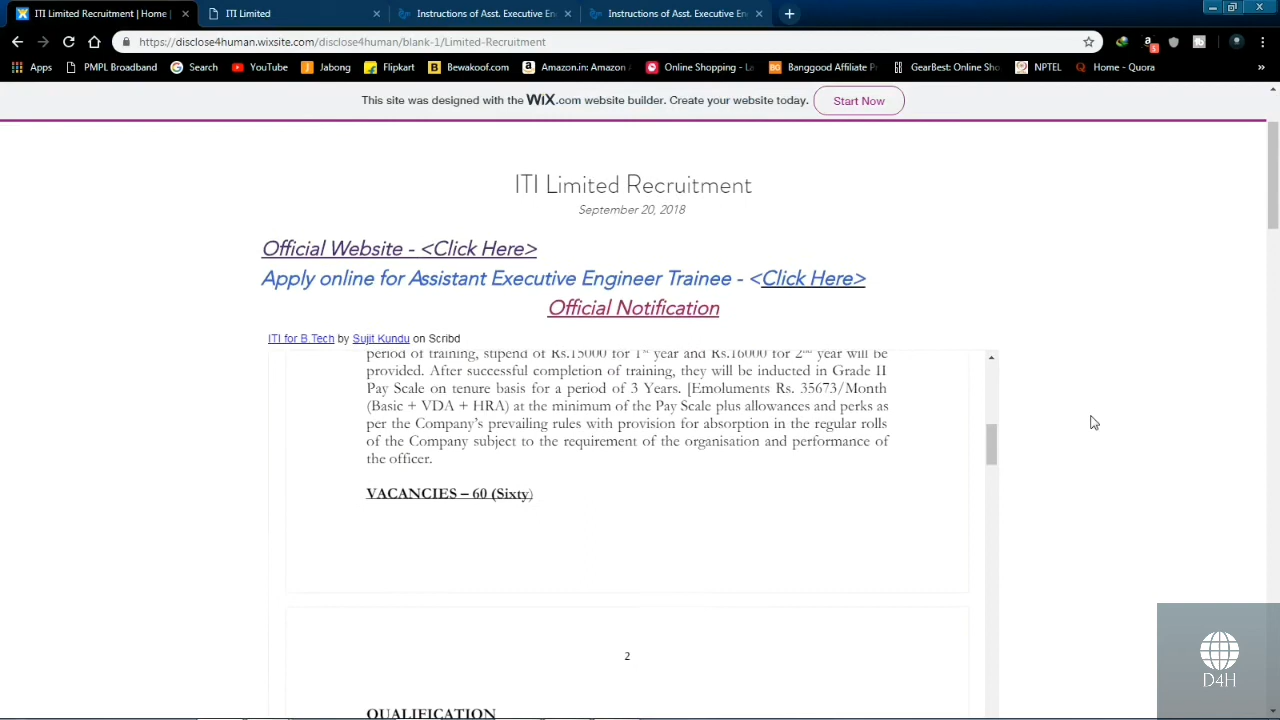 ITI Limited Recruitment | Home |
ITI Limited
Instructions of Asst. Executive En
Instructions of Asst. Executive En
https://disclose4human.wixsite.com/disclose4human/blank-1/Limited-Recruitment
Apps PMPL Broadband Search YouTube Jabong Flipkart Bewakoof.com Amazon.in: Amazon Online Shopping - La Banggood Affiliate Pr GearBest: Online Sho NPTEL Home - Quora »
This site was designed with the WiX.com website builder. Create your website today. Start Now
ITI Limited Recruitment
September 20, 2018
Official Website - <Click Here>
Apply online for Assistant Executive Engineer Trainee - <Click Here>
Official Notification
ITI for B.Tech by Sujit Kundu on Scribd
period of training, stipend of Rs.15000 for 1st year and Rs.16000 for 2nd year will be
provided. After successful completion of training, they will be inducted in Grade II
Pay Scale on tenure basis for a period of 3 Years. [Emoluments Rs. 35673/Month
(Basic + VDA + HRA) at the minimum of the Pay Scale plus allowances and perks as
per the Company's prevailing rules with provision for absorption in the regular rolls
of the Company subject to the requirement of the organisation and performance of
the officer.
VACANCIES – 60 (Sixty)
2
QUALIFICATION
D4H